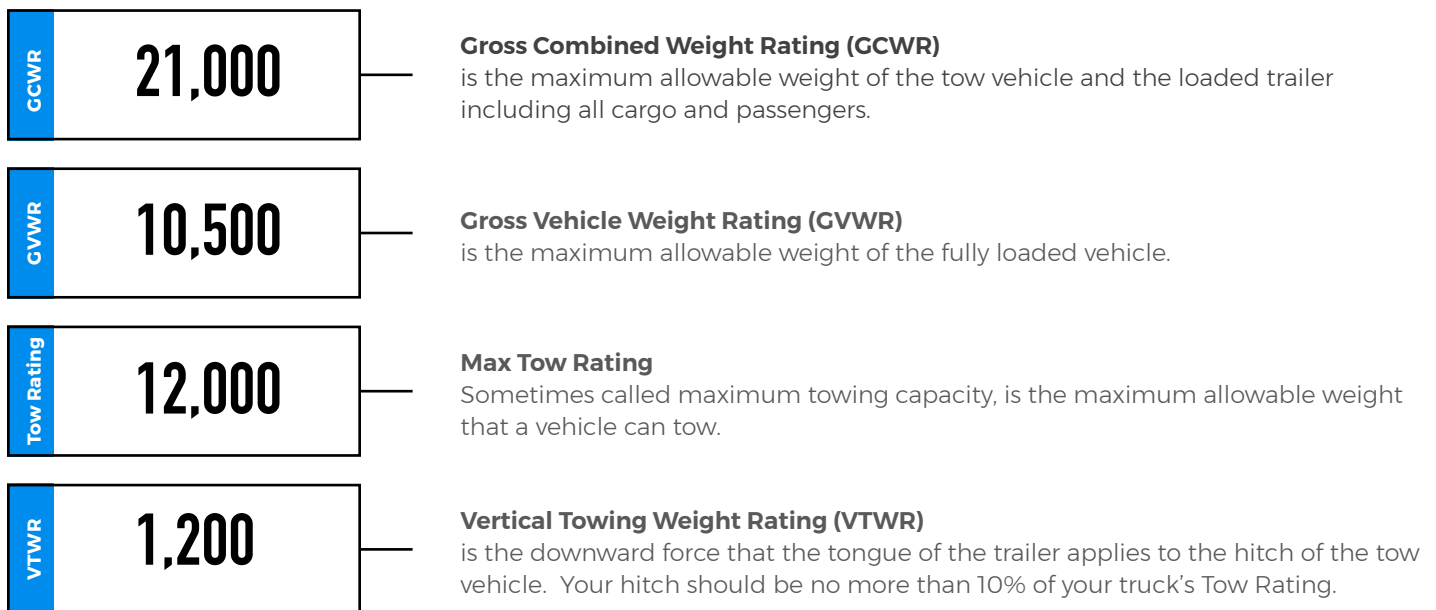 GCWR
21,000
Gross Combined Weight Rating (GCWR)
is the maximum allowable weight of the tow vehicle and the loaded trailer
including all cargo and passengers.
GVWR
10,500
Gross Vehicle Weight Rating (GVWR)
is the maximum allowable weight of the fully loaded vehicle.
Tow Rating
12,000
Max Tow Rating
Sometimes called maximum towing capacity, is the maximum allowable weight
that a vehicle can tow.
VTWR
1,200
Vertical Towing Weight Rating (VTWR)
is the downward force that the tongue of the trailer applies to the hitch of the tow
vehicle.  Your hitch should be no more than 10% of your truck's Tow Rating.